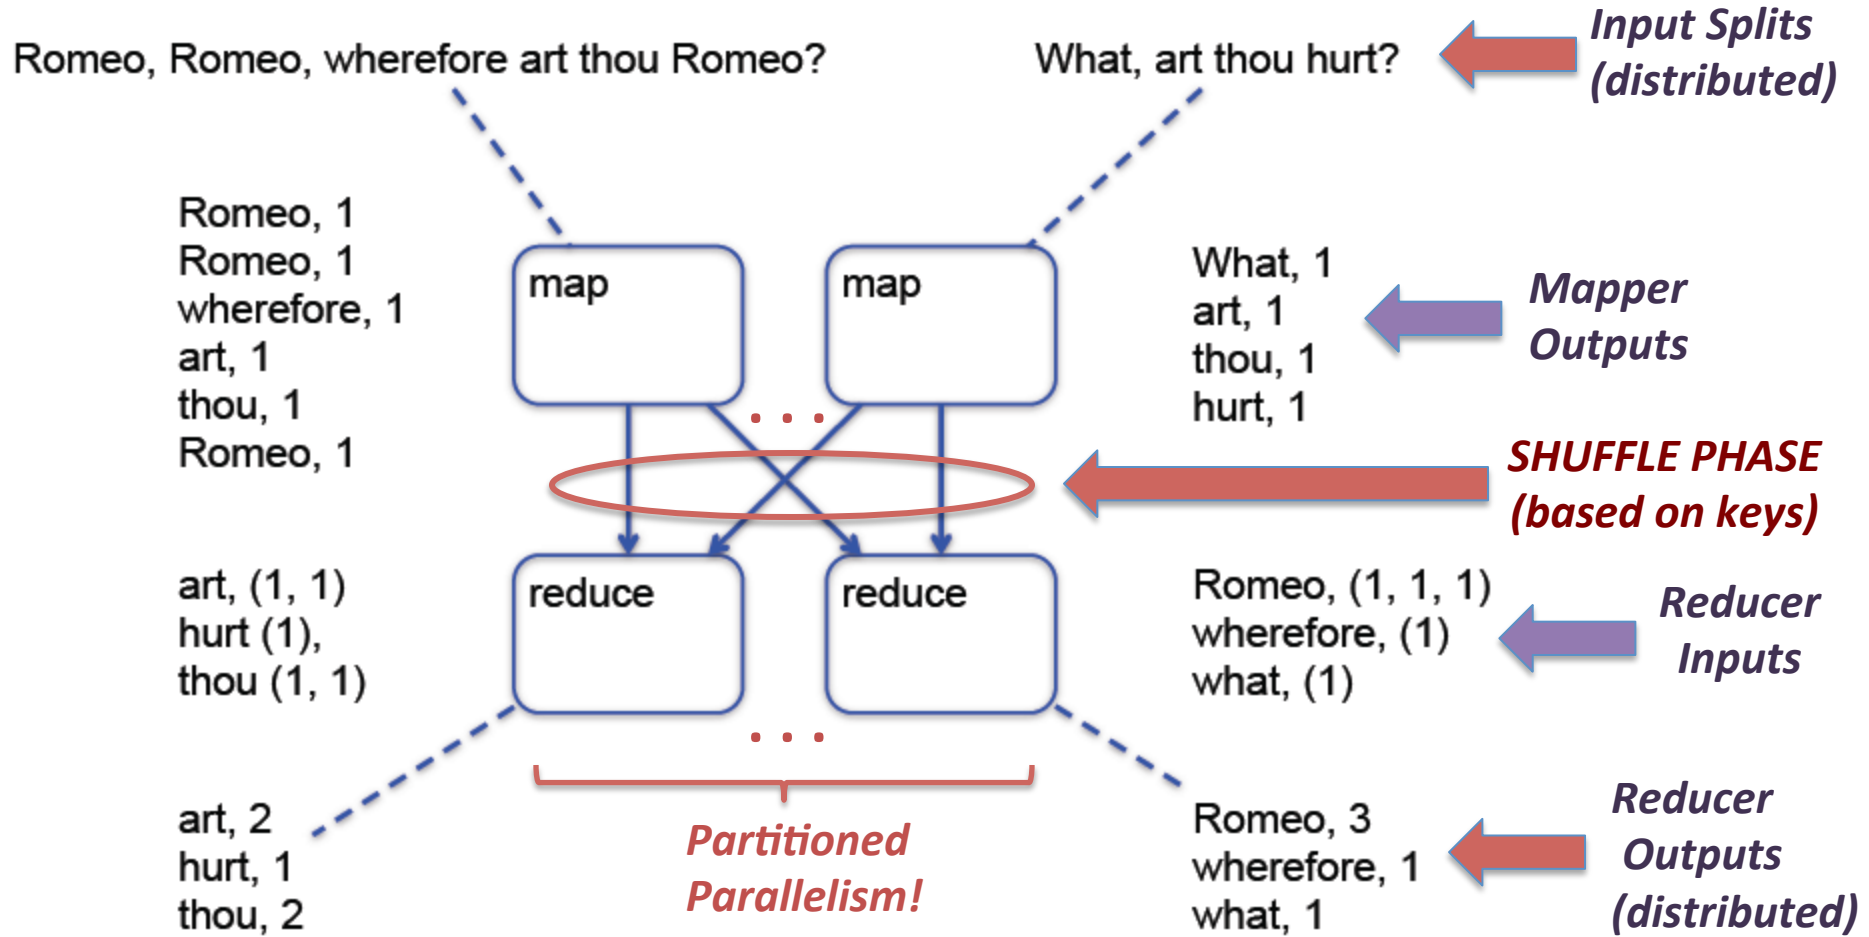 Romeo, Romeo, wherefore art thou Romeo?
What, art thou hurt?
Input Splits
(distributed)
Romeo, 1
Romeo, 1
wherefore, 1
art, 1
thou, 1
Romeo, 1
map
map
What, 1
art, 1
thou, 1
hurt, 1
Mapper
Outputs
. . .
SHUFFLE PHASE
(based on keys)
art, (1, 1)
hurt (1),
thou (1, 1)
reduce
reduce
Romeo, (1, 1, 1)
wherefore, (1)
what, (1)
Reducer
Inputs
. . .
art, 2
hurt, 1
thou, 2
Partitioned
Parallelism!
Romeo, 3
wherefore, 1
what, 1
Reducer
Outputs
(distributed)